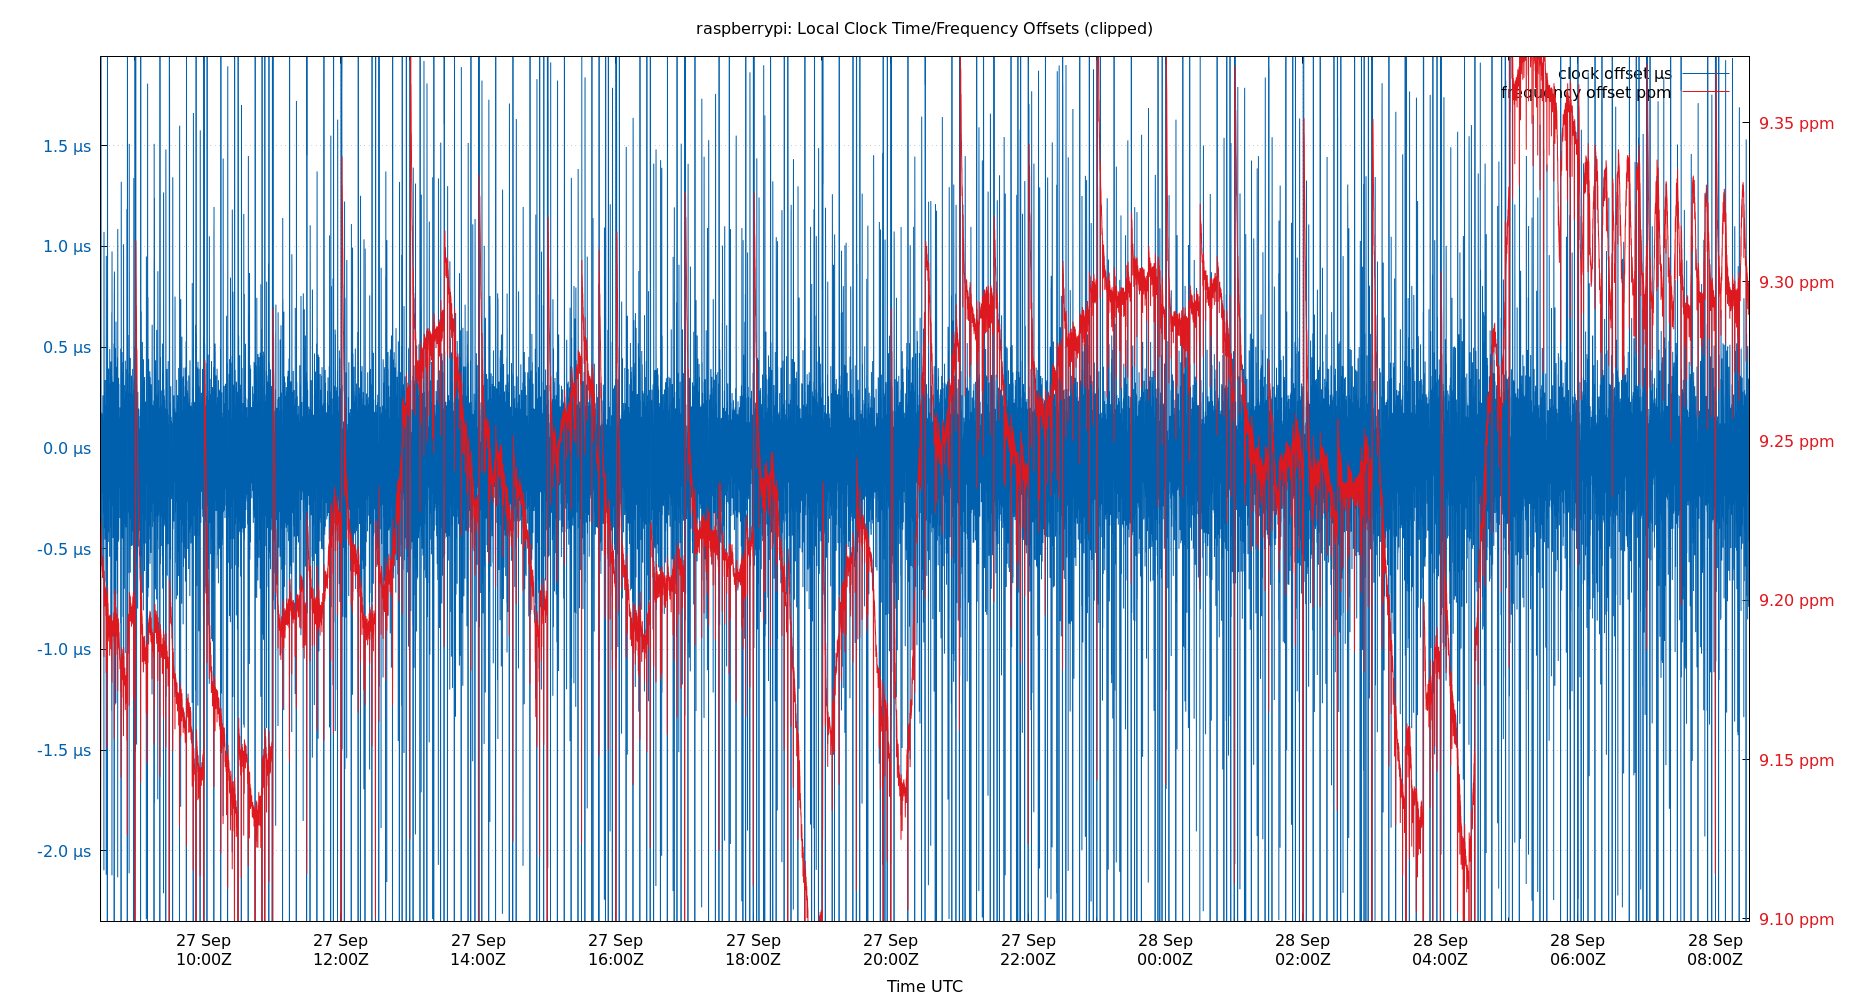 raspberrypi: Local Clock Time/Frequency Offsets (clipped)
clock offset µs
frequency offset ppm
1.5 µs
1.0 µs
0.5 µs
0.0 µs
-0.5 µs
-1.0 µs
-1.5 µs
-2.0 µs
9.35 ppm
9.30 ppm
9.25 ppm
9.20 ppm
9.15 ppm
9.10 ppm
27 Sep 27 Sep 27 Sep 27 Sep 27 Sep 27 Sep 27 Sep 28 Sep 28 Sep 28 Sep 28 Sep 28 Sep
10:00Z 12:00Z 14:00Z 16:00Z 18:00Z 20:00Z 22:00Z 00:00Z 02:00Z 04:00Z 06:00Z 08:00Z
Time UTC